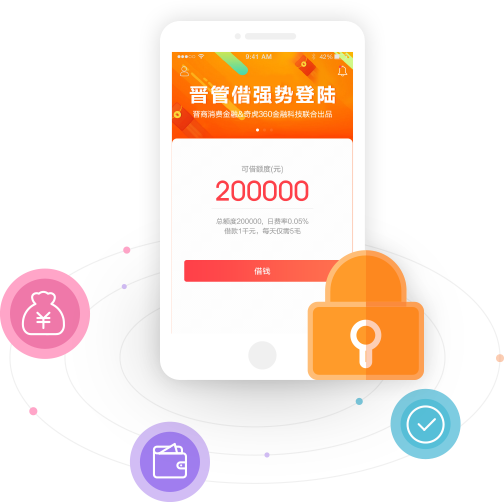 9:41 AM
42%
晋管借强势登陆
晋商消费金融&奇虎360金融科技联合出品
可借额度(元)
200000
总额度200000，日费率0.05%
借款1千元，每天仅需5毛
借钱
¥